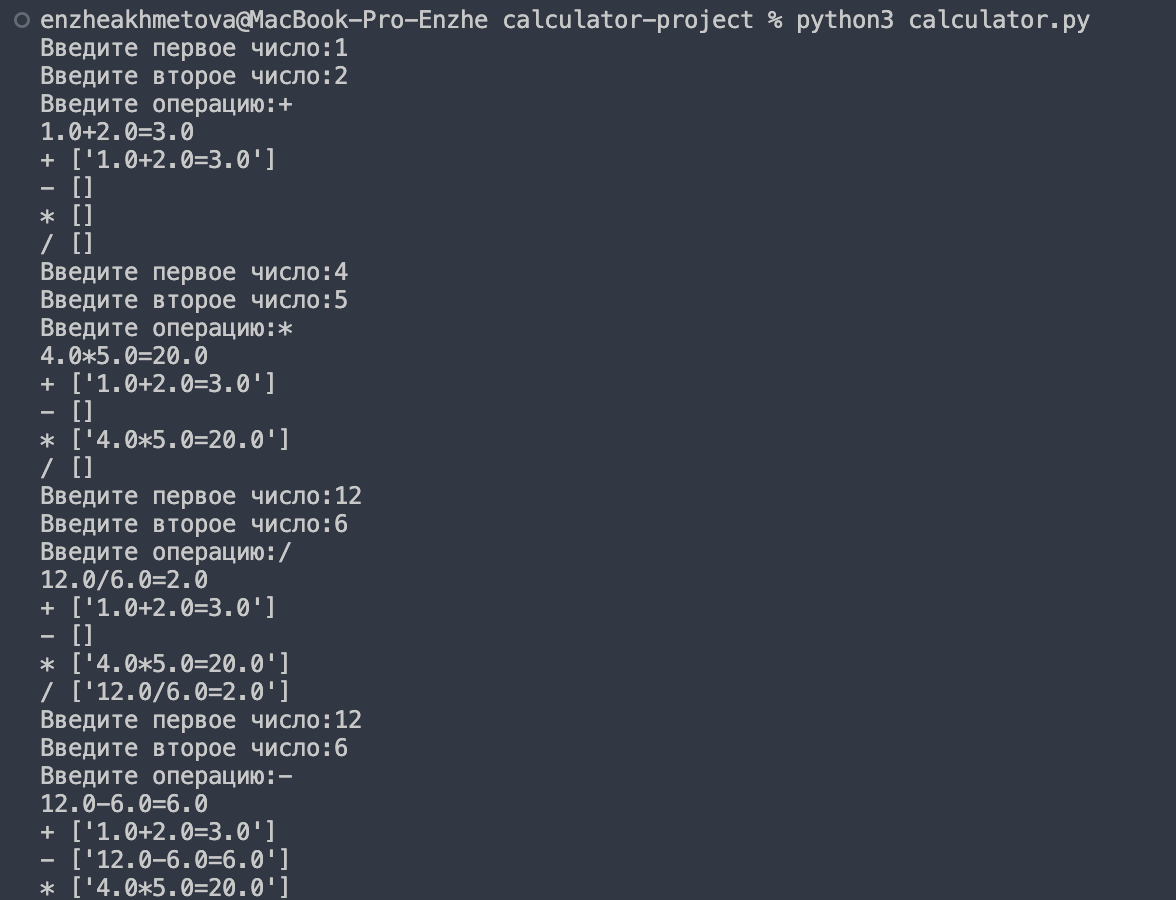 enzheakhmetova@MacBook-Pro-Enzhe calculator-project % python3 calculator.py
Введите первое число:1
Введите второе число:2
Введите операцию:+
1.0+2.0=3.0
+ ['1.0+2.0=3.0']
- []
* []
/ []
Введите первое число:4
Введите второе число:5
Введите операцию:*
4.0*5.0=20.0
+ ['1.0+2.0=3.0']
- []
* ['4.0*5.0=20.0']
/ []
Введите первое число:12
Введите второе число:6
Введите операцию:/
12.0/6.0=2.0
+ ['1.0+2.0=3.0']
- []
* ['4.0*5.0=20.0']
/ ['12.0/6.0=2.0']
Введите первое число:12
Введите второе число:6
Введите операцию:-
12.0-6.0=6.0
+ ['1.0+2.0=3.0']
- ['12.0-6.0=6.0']
* ['4.0*5.0=20.0']